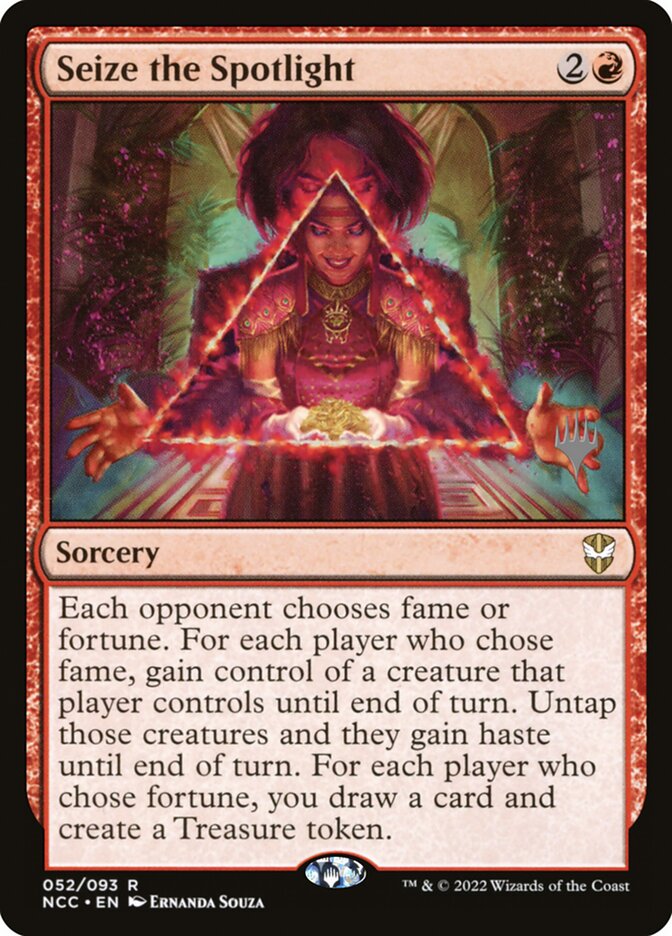 Seize the Spotlight
2
Sorcery
Each opponent chooses fame or
fortune. For each player who chose
fame, gain control of a creature that
player controls until end of turn. Untap
those creatures and they gain haste
until end of turn. For each player who
chose fortune, you draw a card and
create a Treasure token.
052/093 R
NCC • EN Ernanda Souza
™ & © 2022 Wizards of the Coast